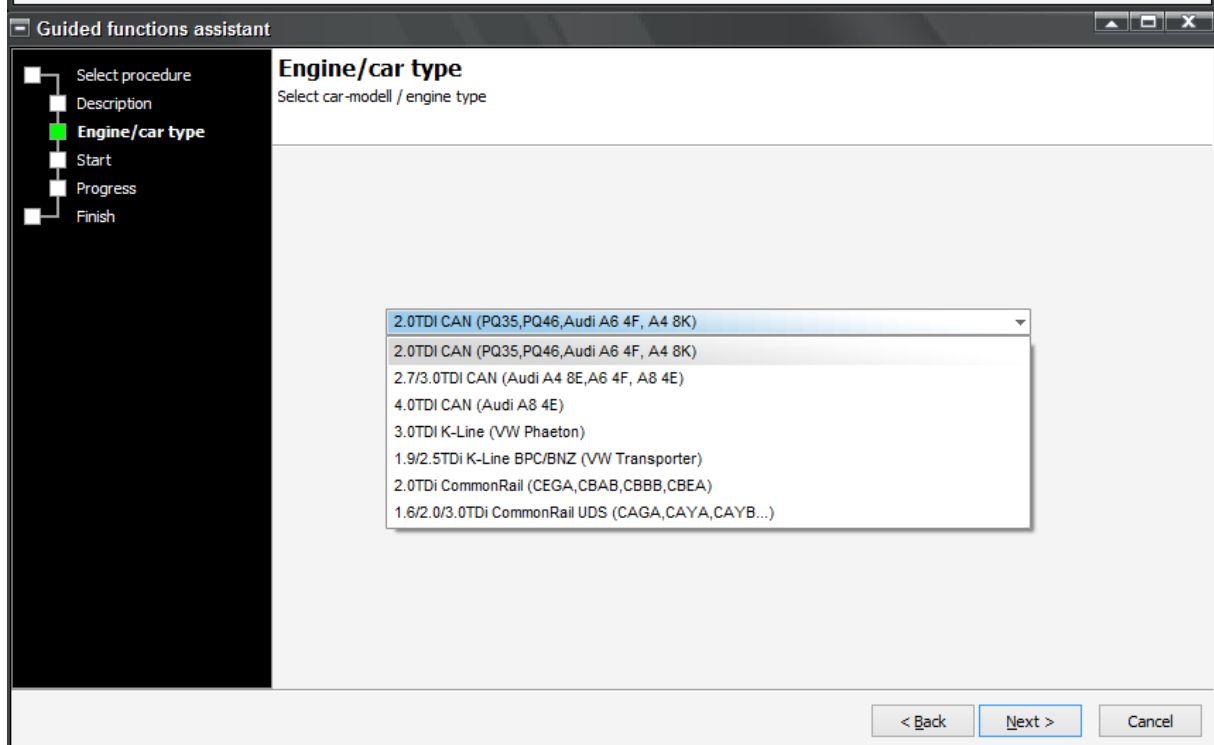 Guided functions assistant
Select procedure
Description
Engine/car type
Start
Progress
Finish
Engine/car type
Select car-modell / engine type
2.0TDI CAN (PQ35,PQ46,Audi A6 4F, A4 8K)
2.0TDI CAN (PQ35,PQ46,Audi A6 4F, A4 8K)
2.7/3.0TDI CAN (Audi A4 8E,A6 4F, A8 4E)
4.0TDI CAN (Audi A8 4E)
3.0TDI K-Line (VW Phaeton)
1.9/2.5TDi K-Line BPC/BNZ (VW Transporter)
2.0TDi CommonRail (CEGA,CBAB,CBBB,CBEA)
1.6/2.0/3.0TDi CommonRail UDS (CAGA,CAYA,CAYB...)
< Back Next > Cancel